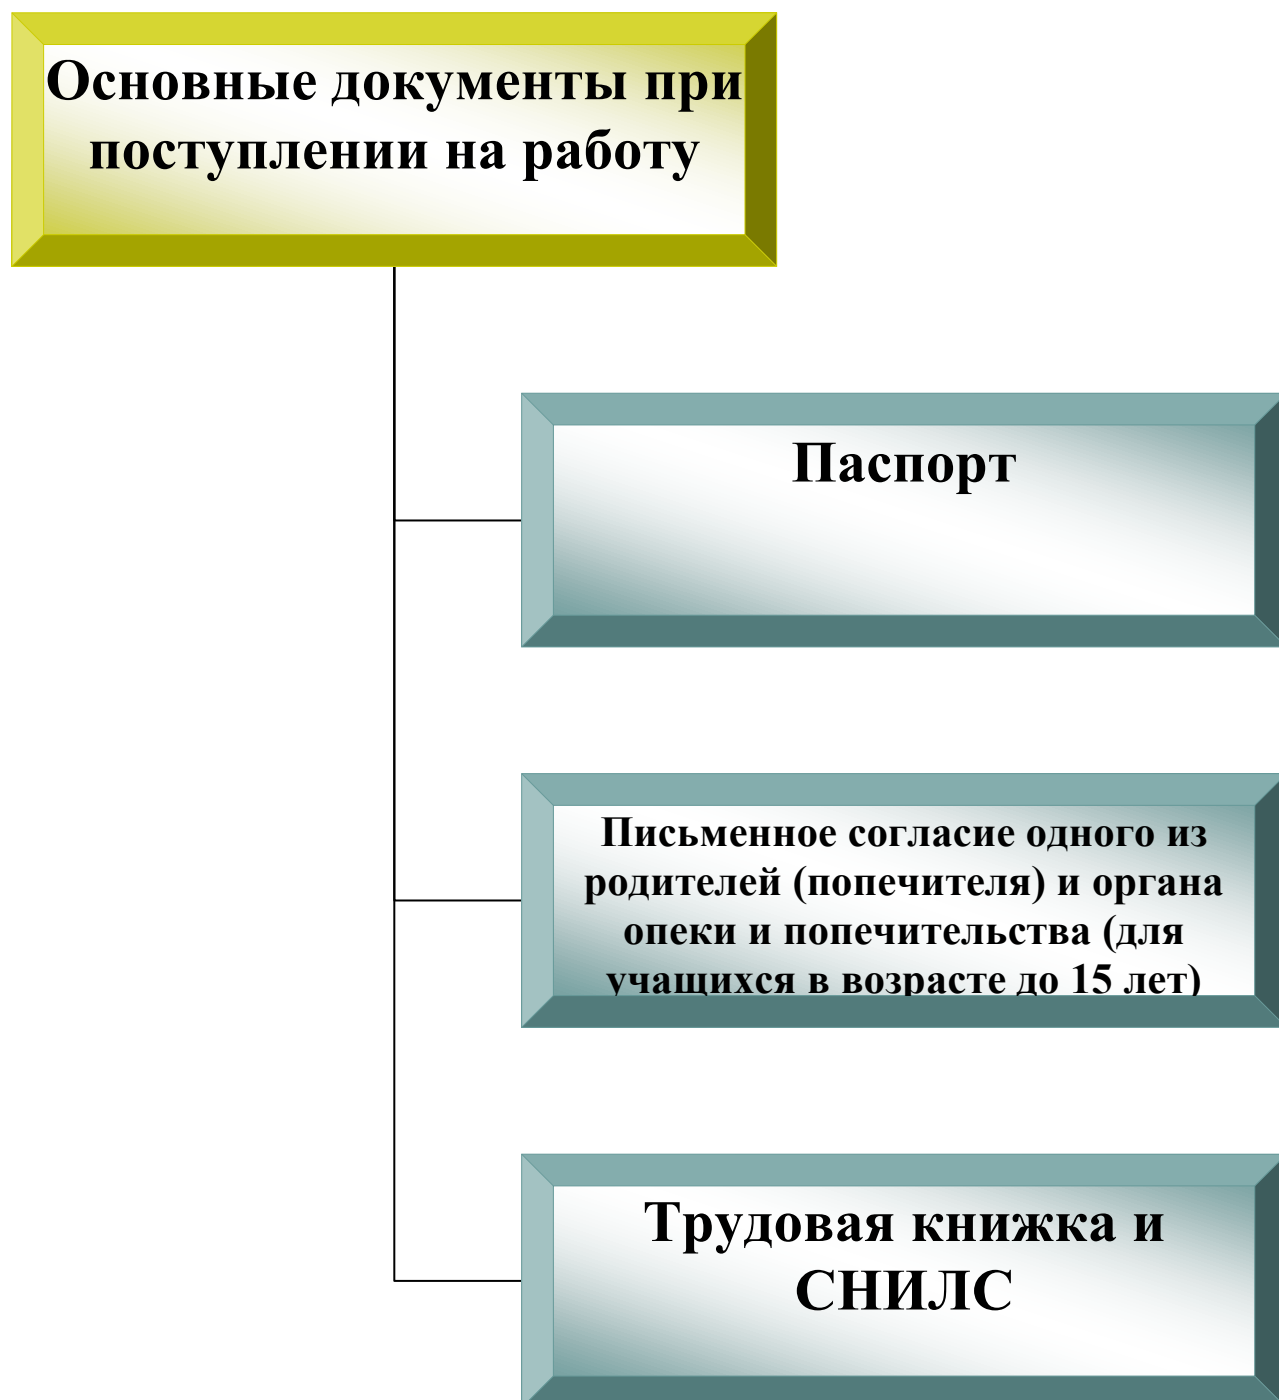 Основные документы при
поступлении на работу
Паспорт
Письменное согласие одного из
родителей (попечителя) и органа
опеки и попечительства (для
учащихся в возрасте до 15 лет)
Трудовая книжка и
СНИЛС